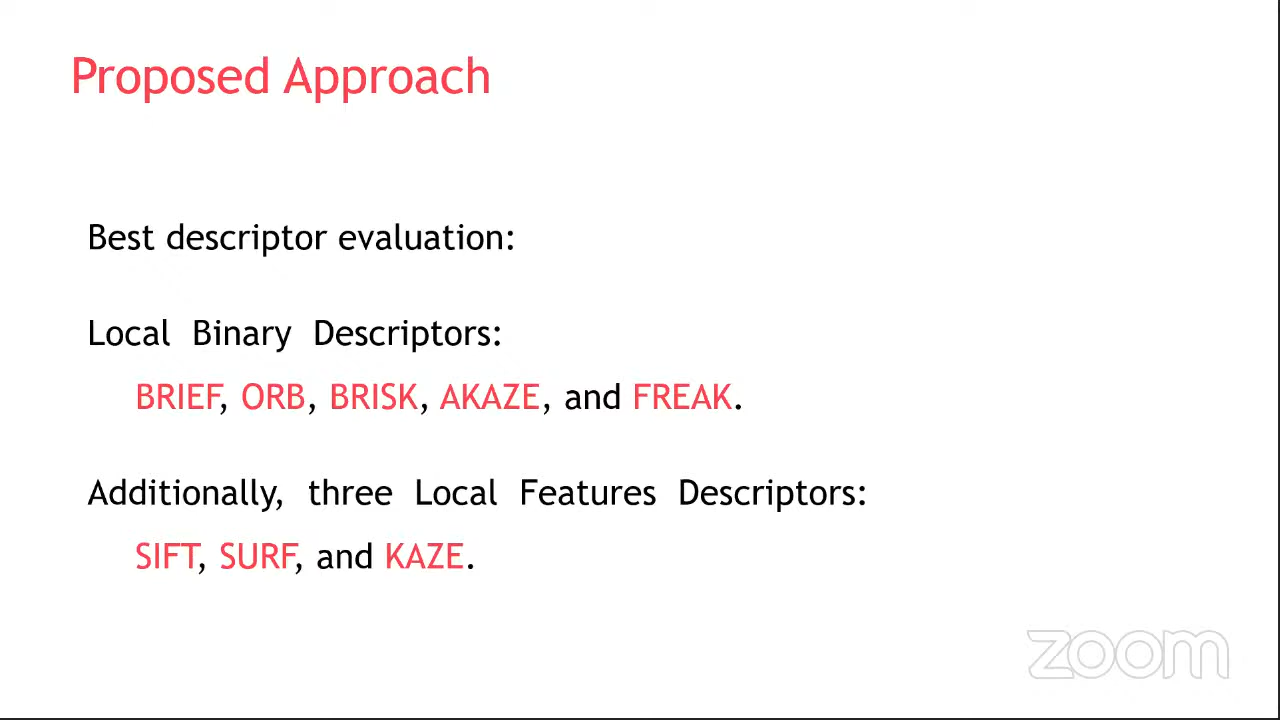 Proposed Approach
Best descriptor evaluation:
Local Binary Descriptors:
BRIEF, ORB, BRISK, AKAZE, and FREAK.
Additionally, three Local Features Descriptors:
SIFT, SURF, and KAZE.
zoom